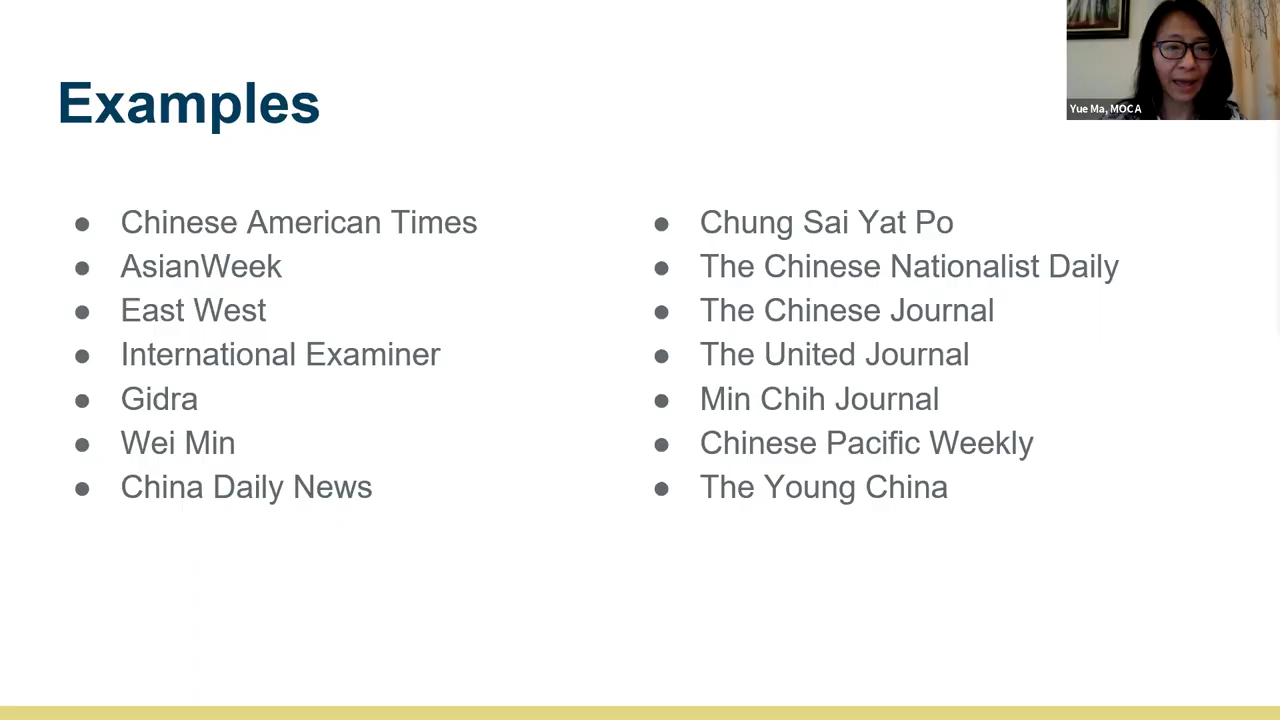 Examples
Yue Ma, MOCA
● Chinese American Times
● AsianWeek
● East West
● International Examiner
● Gidra
● Wei Min
● China Daily News
● Chung Sai Yat Po
● The Chinese Nationalist Daily
● The Chinese Journal
● The United Journal
● Min Chih Journal
● Chinese Pacific Weekly
● The Young China